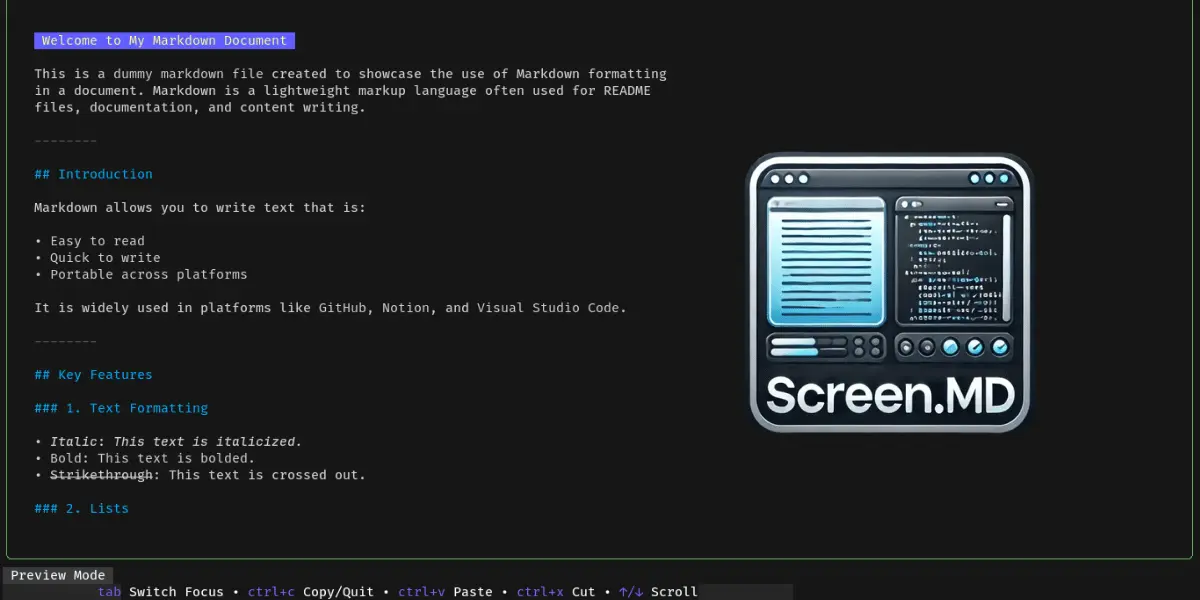 Welcome to My Markdown Document
This is a dummy markdown file created to showcase the use of Markdown formatting
in a document. Markdown is a lightweight markup language often used for README
files, documentation, and content writing.
--------
## Introduction
Markdown allows you to write text that is:
• Easy to read
• Quick to write
• Portable across platforms
It is widely used in platforms like GitHub, Notion, and Visual Studio Code.
--------
## Key Features
### 1. Text Formatting
• Italic: This text is italicized.
• Bold: This text is bolded.
• Strikethrough: This text is crossed out.
### 2. Lists
Screen.MD
Preview Mode
tab Switch Focus • ctrl+c Copy/Quit • ctrl+v Paste • ctrl+x Cut • ↑/↓ Scroll